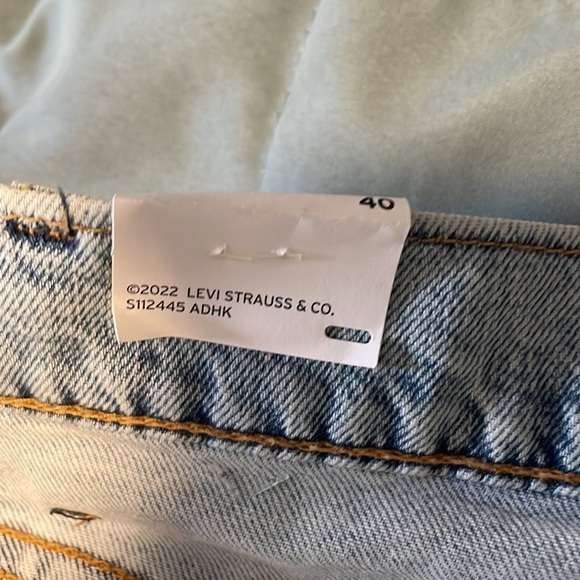 40
©2022 LEVI STRAUSS & CO.
S112445 ADHK